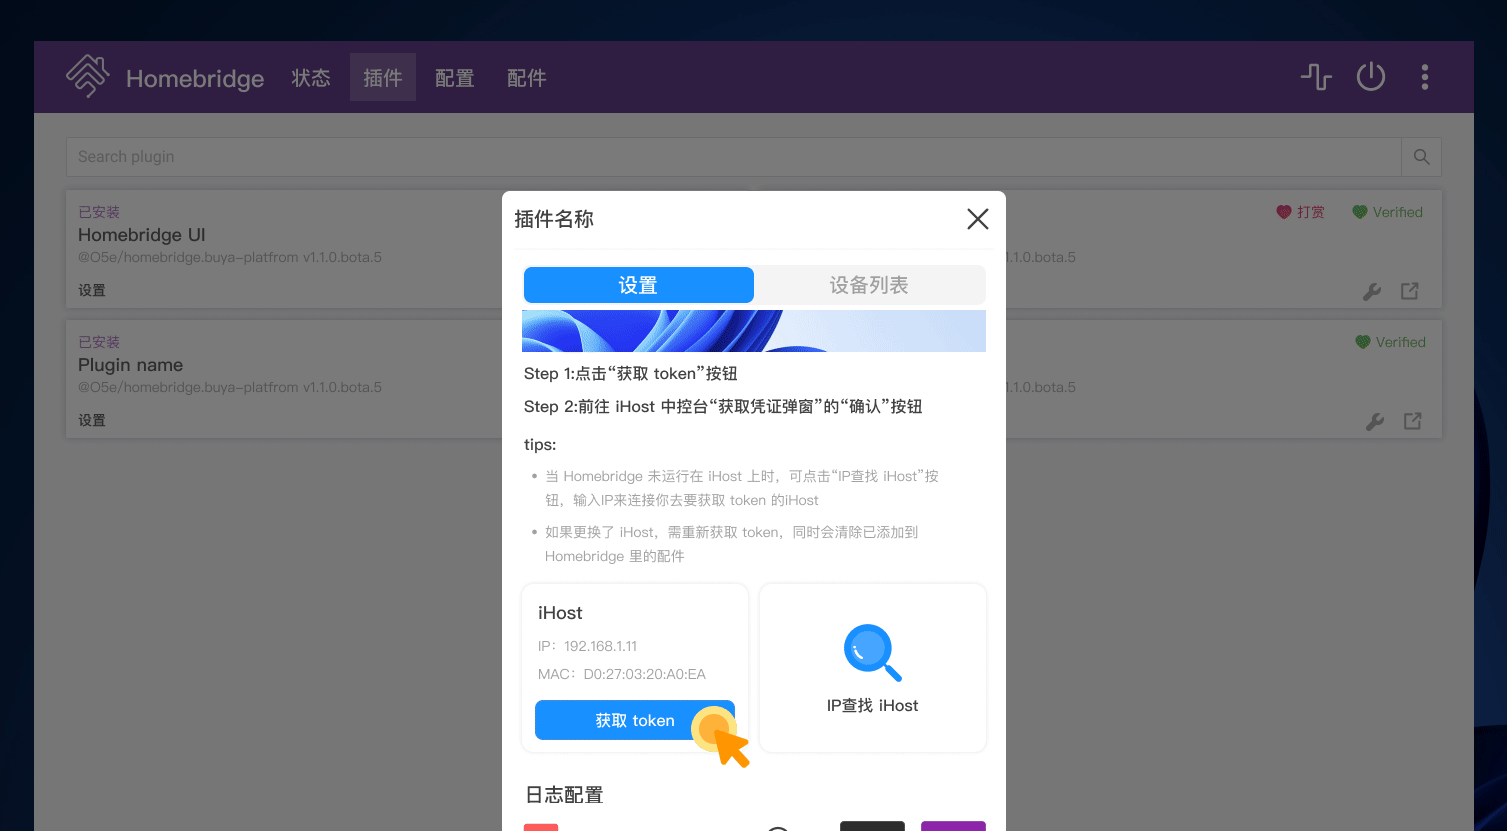 Homebridge 状态 插件 配置 配件
Search plugin
已安装
Homebridge UI
@O5e/homebridge.buya-platfrom v1.1.0.bota.5
设置
打赏 Verified
1.1.0.bota.5
已安装
Plugin name
@O5e/homebridge.buya-platfrom v1.1.0.bota.5
设置
Verified
1.1.0.bota.5
插件名称
设置 设备列表
Step 1:点击“获取 token”按钮
Step 2:前往 iHost 中控台“获取凭证弹窗”的“确认”按钮
tips:
• 当 Homebridge 未运行在 iHost 上时，可点击“IP查找 iHost”按
钮，输入IP来连接你去要获取 token 的iHost
• 如果更换了 iHost，需重新获取 token，同时会清除已添加到
Homebridge 里的配件
iHost
IP：192.168.1.11
MAC：D0:27:03:20:A0:EA
获取 token
IP查找 iHost
日志配置